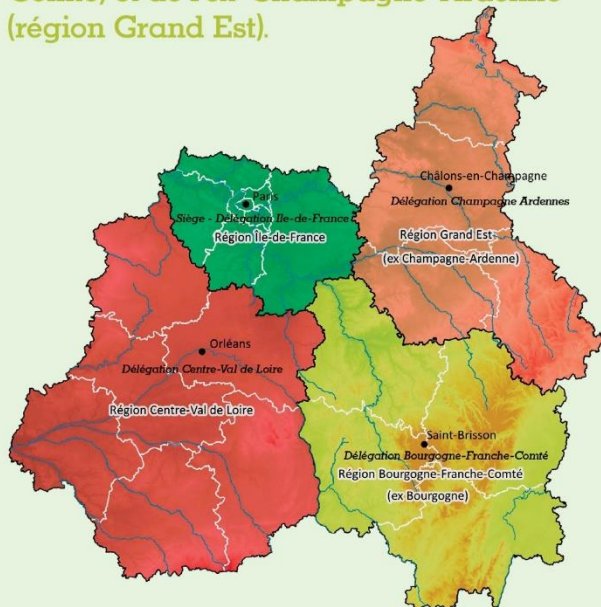 (région Grand Est).
Châlons-en-Champagne
Délégation Champagne Ardennes
Paris
Siège - Délégation Ile-de-France
Région Île-de-France
Région Grand Est
(ex Champagne-Ardenne)
Orléans
Délégation Centre-Val de Loire
Région Centre-Val de Loire
Saint-Brisson
Délégation Bourgogne-Franche-Comté
Région Bourgogne-Franche-Comté
(ex Bourgogne)